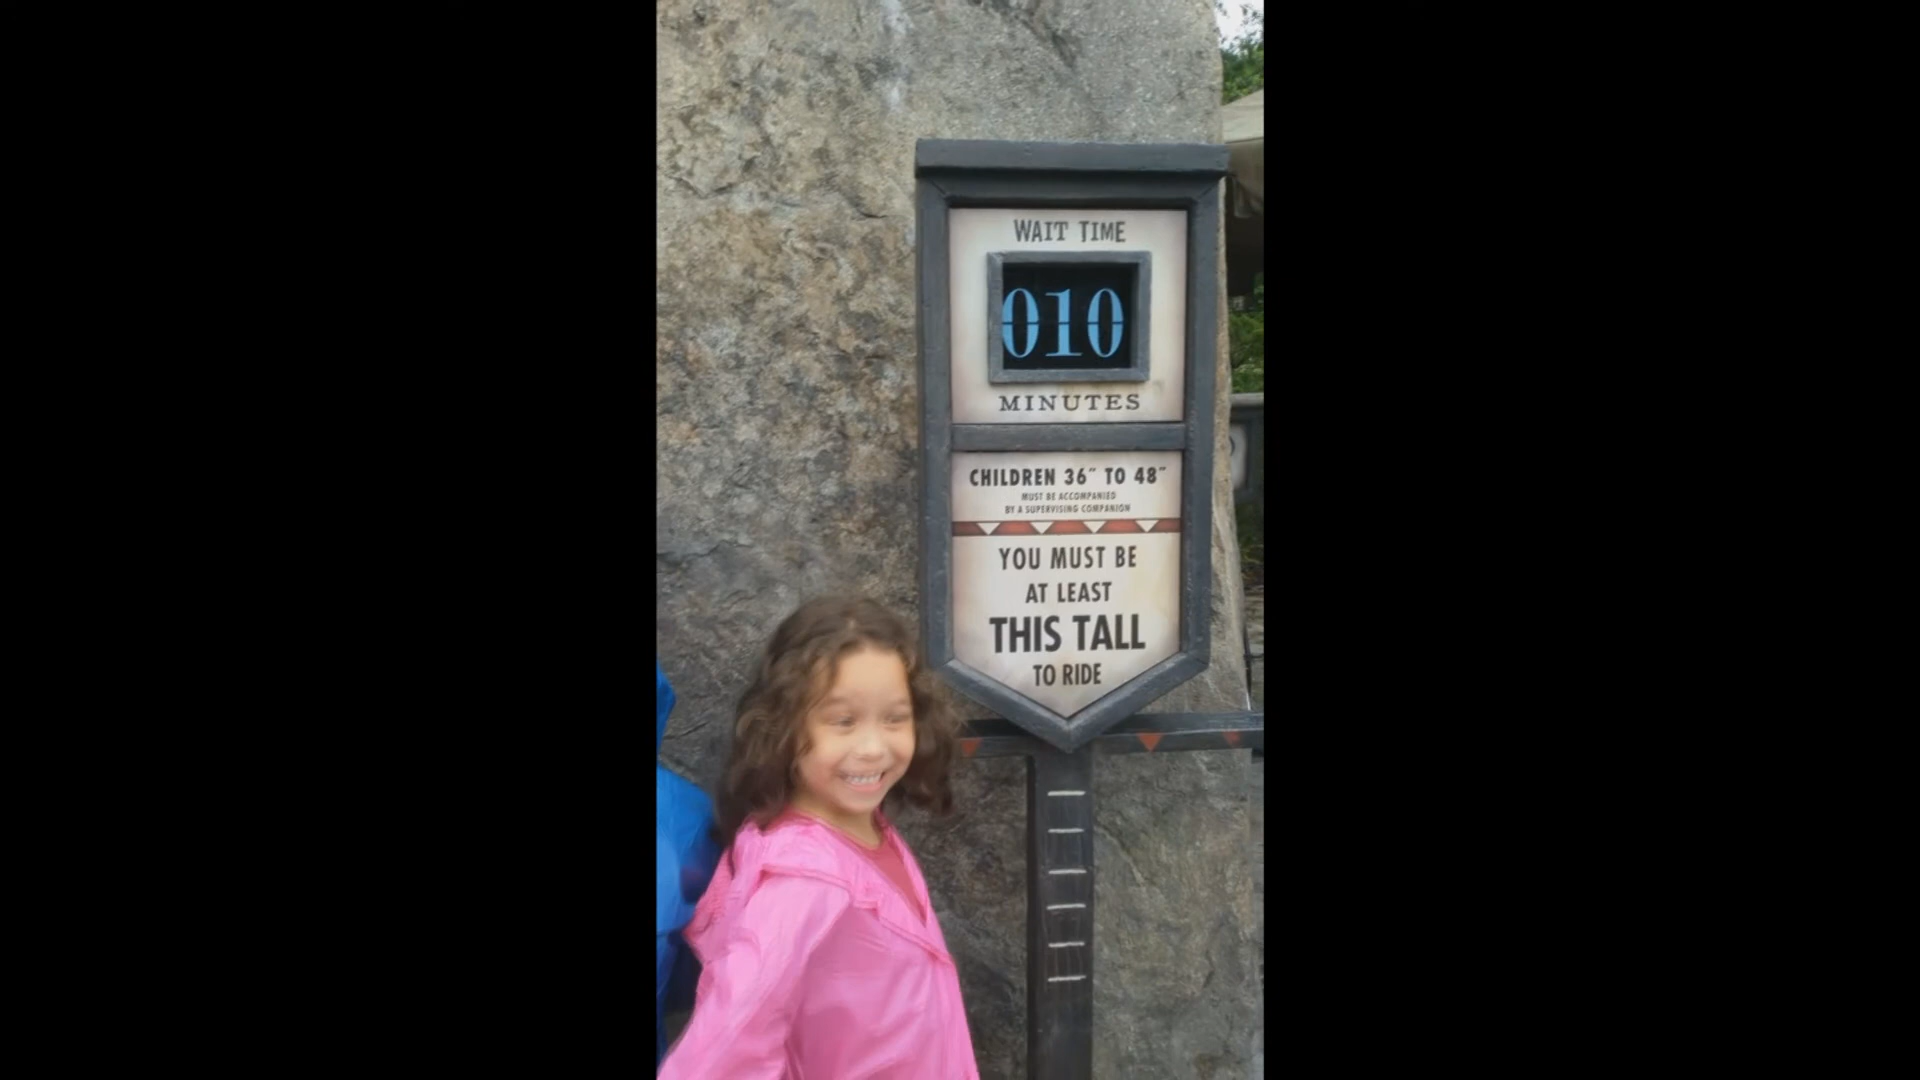 WAIT TIME
010
MINUTES
CHILDREN 36" TO 48"
MUST BE ACCOMPANIED
BY A SUPERVISING COMPANION
YOU MUST BE
AT LEAST
THIS TALL
TO RIDE